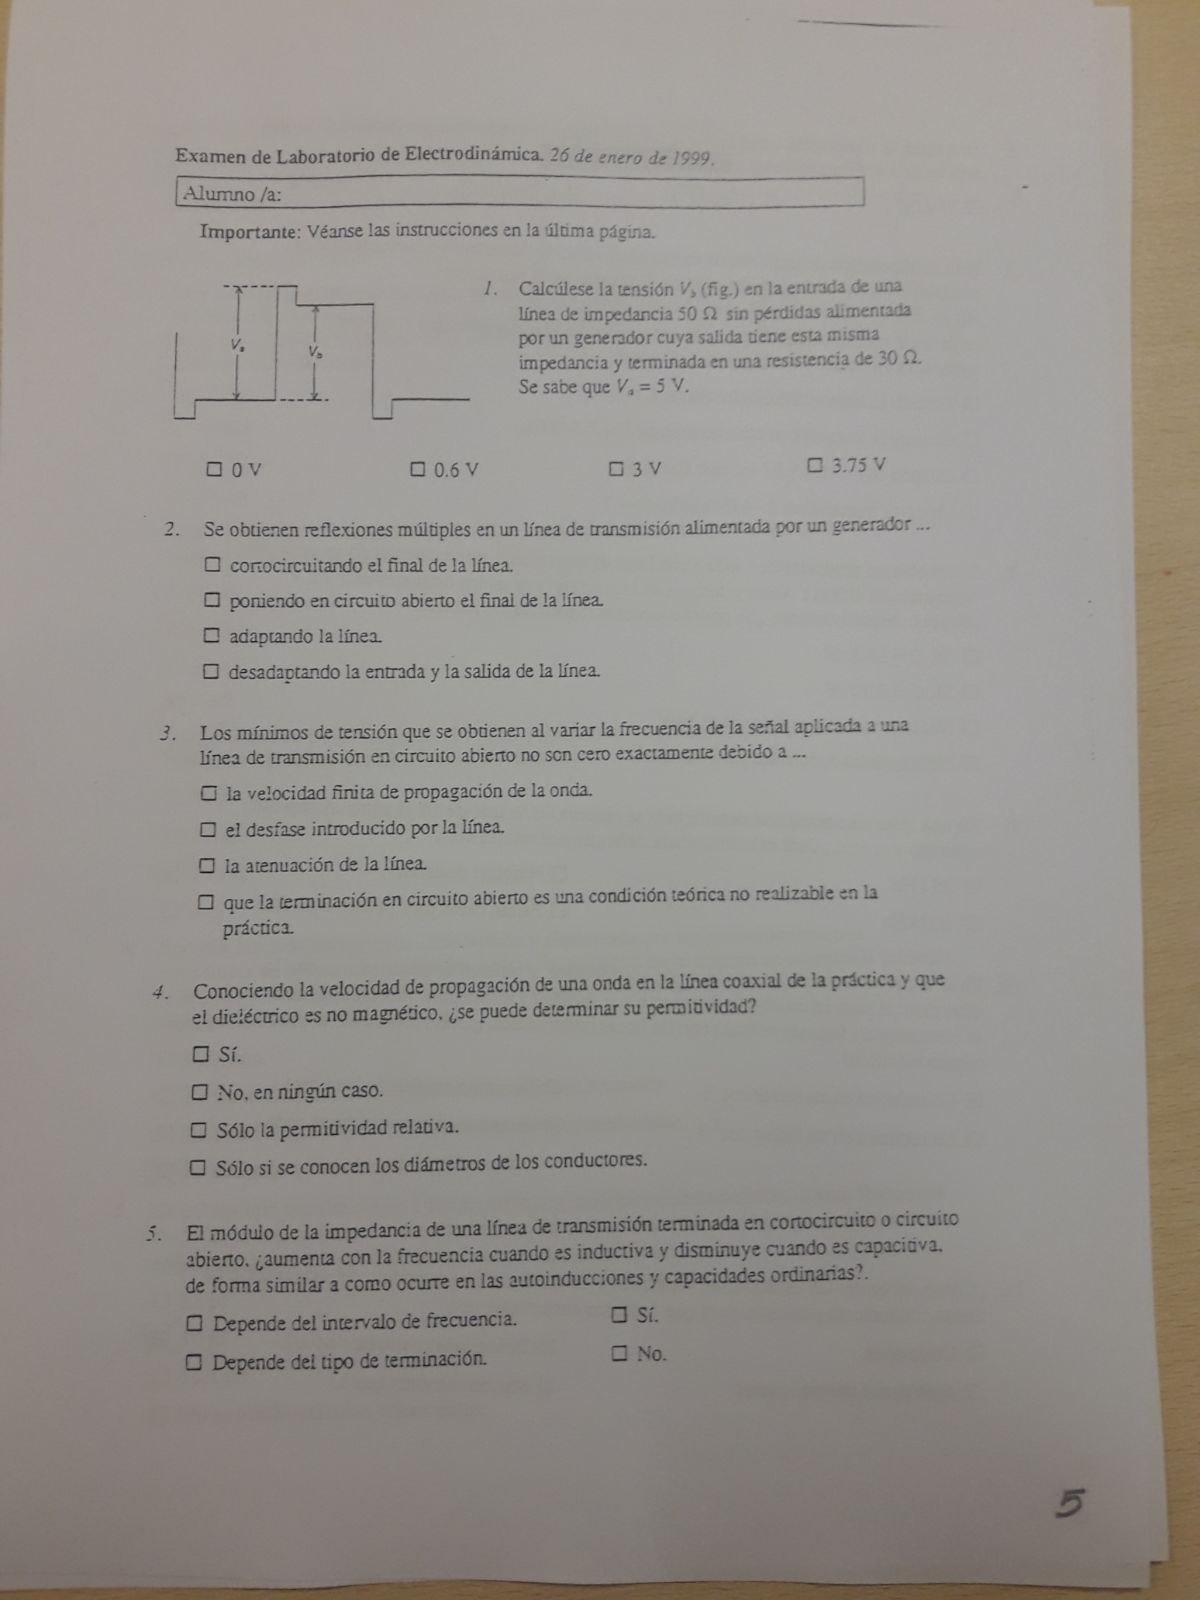 Examen de Laboratorio de Electrodinámica. 26 de enero de 1999.
Alumno /a:
Importante: Véanse las instrucciones en la última página.
Va
Vb
1. Calcúlese la tensión Vb (fig.) en la entrada de una
línea de impedancia 50 Ω sin pérdidas alimentada
por un generador cuya salida tiene esta misma
impedancia y terminada en una resistencia de 30 Ω.
Se sabe que Va = 5 V.
☐ 0 V ☐ 0.6 V ☐ 3 V ☐ 3.75 V
2. Se obtienen reflexiones múltiples en un línea de transmisión alimentada por un generador ...
☐ cortocircuitando el final de la línea.
☐ poniendo en circuito abierto el final de la línea.
☐ adaptando la línea.
☐ desadaptando la entrada y la salida de la línea.
3. Los mínimos de tensión que se obtienen al variar la frecuencia de la señal aplicada a una
línea de transmisión en circuito abierto no son cero exactamente debido a ...
☐ la velocidad finita de propagación de la onda.
☐ el desfase introducido por la línea.
☐ la atenuación de la línea.
☐ que la terminación en circuito abierto es una condición teórica no realizable en la
práctica.
4. Conociendo la velocidad de propagación de una onda en la línea coaxial de la práctica y que
el dieléctrico es no magnético, ¿se puede determinar su permitividad?
☐ Sí.
☐ No, en ningún caso.
☐ Sólo la permitividad relativa.
☐ Sólo si se conocen los diámetros de los conductores.
5. El módulo de la impedancia de una línea de transmisión terminada en cortocircuito o circuito
abierto, ¿aumenta con la frecuencia cuando es inductiva y disminuye cuando es capacitiva,
de forma similar a como ocurre en las autoinducciones y capacidades ordinarias?.
☐ Depende del intervalo de frecuencia. ☐ Sí.
☐ Depende del tipo de terminación. ☐ No.
5